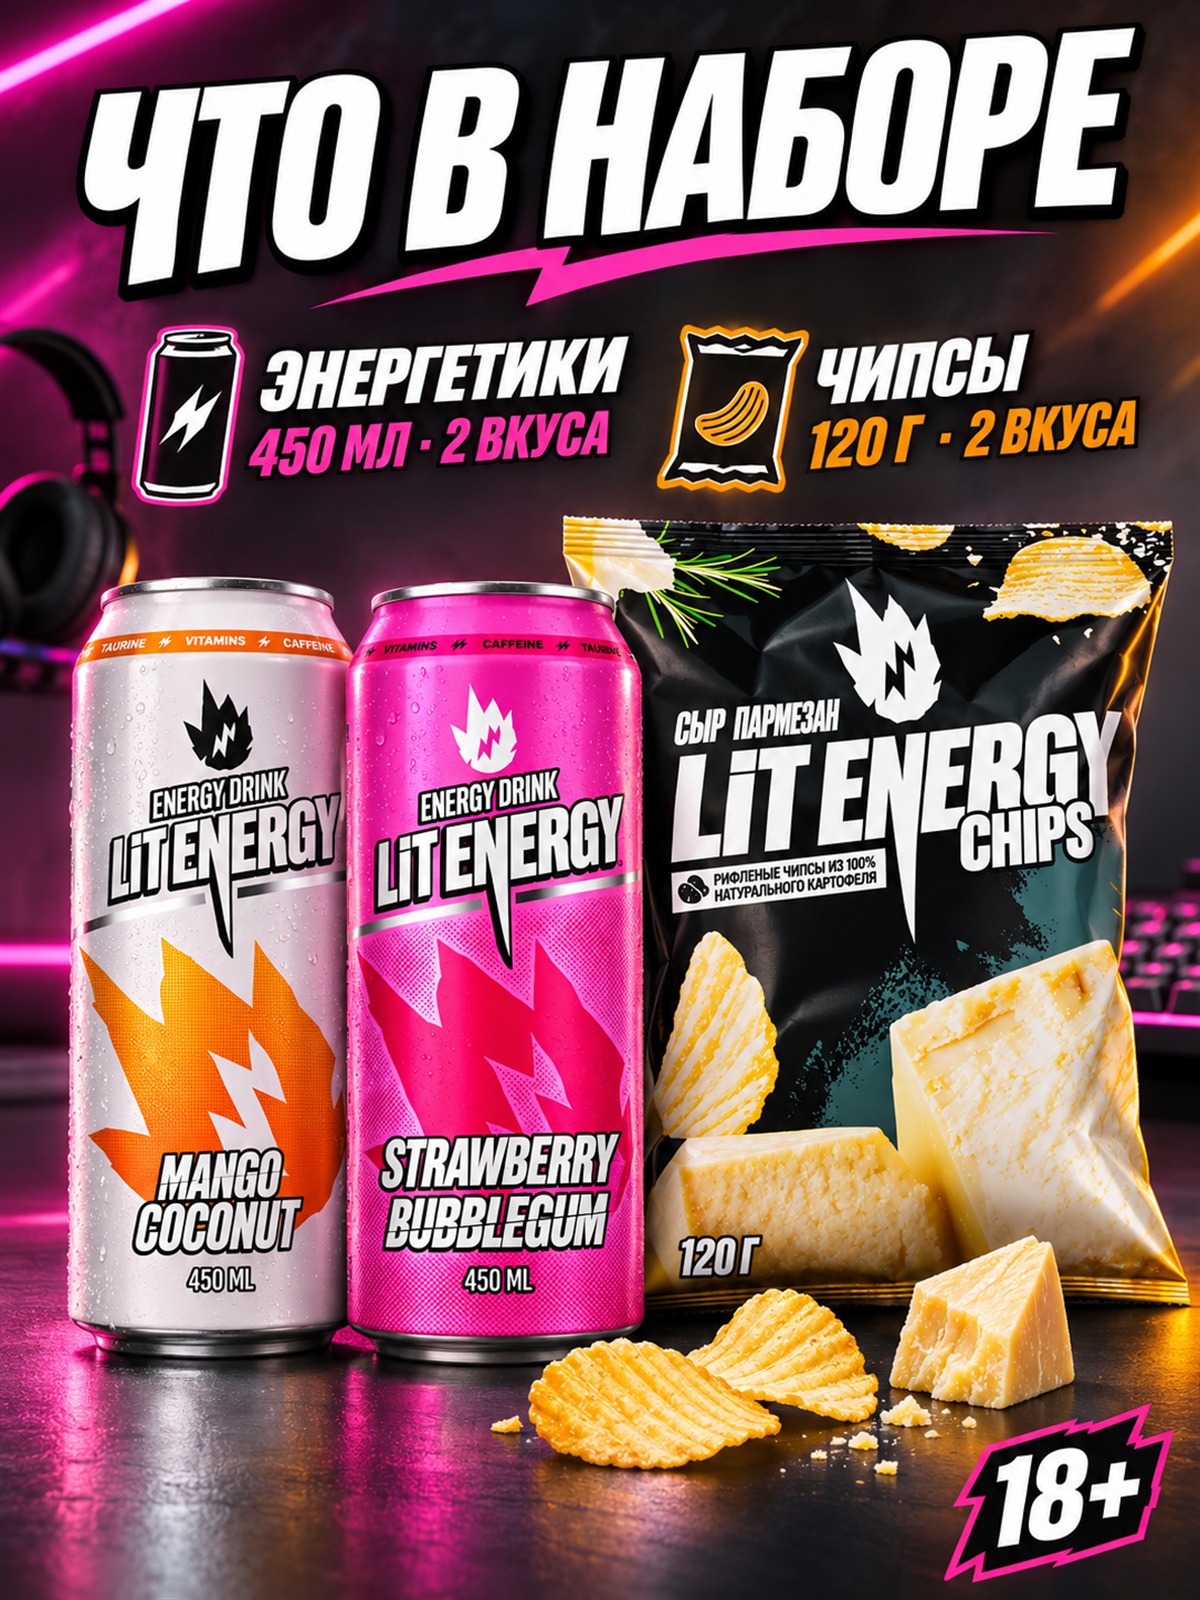 ЧТО В НАБОРЕ
ЭНЕРГЕТИКИ
450 МЛ · 2 ВКУСА
ЧИПСЫ
120 Г · 2 ВКУСА
TAURINE VITAMINS CAFFEINE
ENERGY DRINK
LiT ENERGY
MANGO
COCONUT
450 ML
VITAMINS CAFFEINE TAURINE
ENERGY DRINK
LiT ENERGY
STRAWBERRY
BUBBLEGUM
450 ML
СЫР ПАРМЕЗАН
LiT ENERGY
CHIPS
РИФЛЕНЫЕ ЧИПСЫ ИЗ 100%
НАТУРАЛЬНОГО КАРТОФЕЛЯ
120 Г
18+